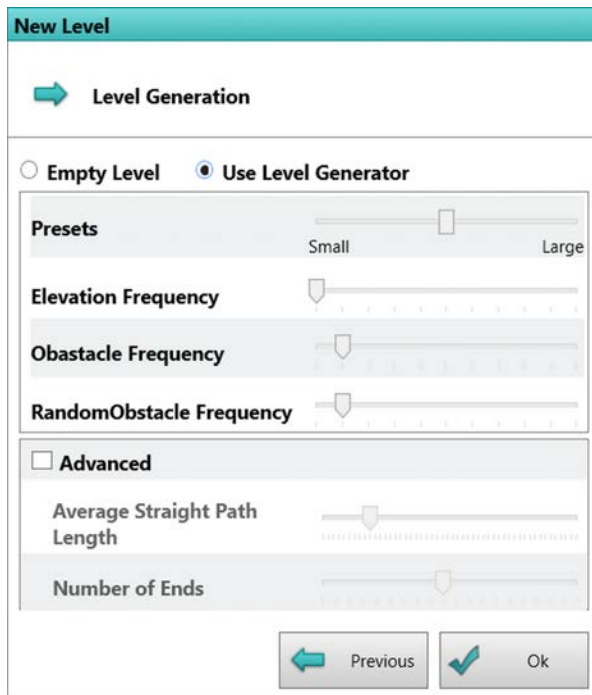 New Level
Level Generation
Empty Level Use Level Generator
Presets
Small Large
Elevation Frequency
Obastacle Frequency
RandomObstacle Frequency
Advanced
Average Straight Path
Length
Number of Ends
Previous Ok